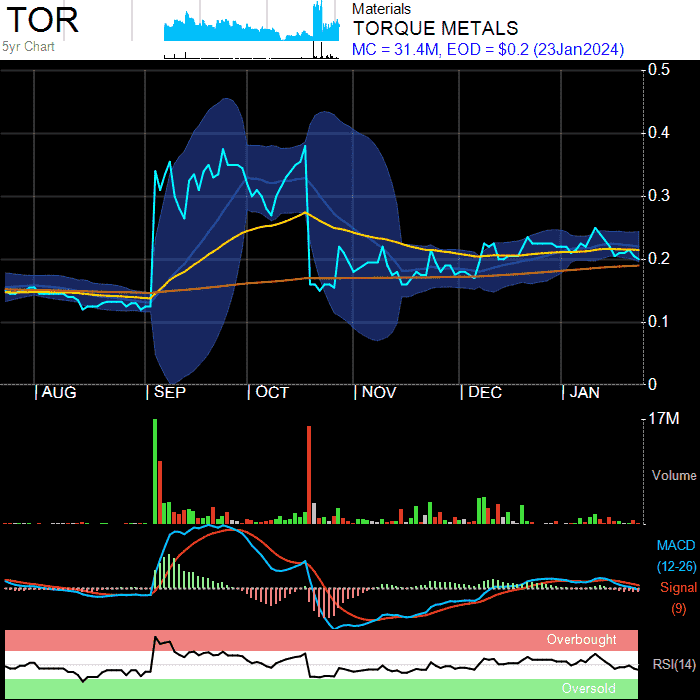 TOR
5yr Chart
Materials
TORQUE METALS
MC = 31.4M, EOD = $0.2 (23Jan2024)
0.5
0.4
0.3
0.2
0.1
0
AUG SEP OCT NOV DEC JAN
17M
Volume
MACD
(12-26)
Signal
(9)
Overbought
RSI(14)
Oversold